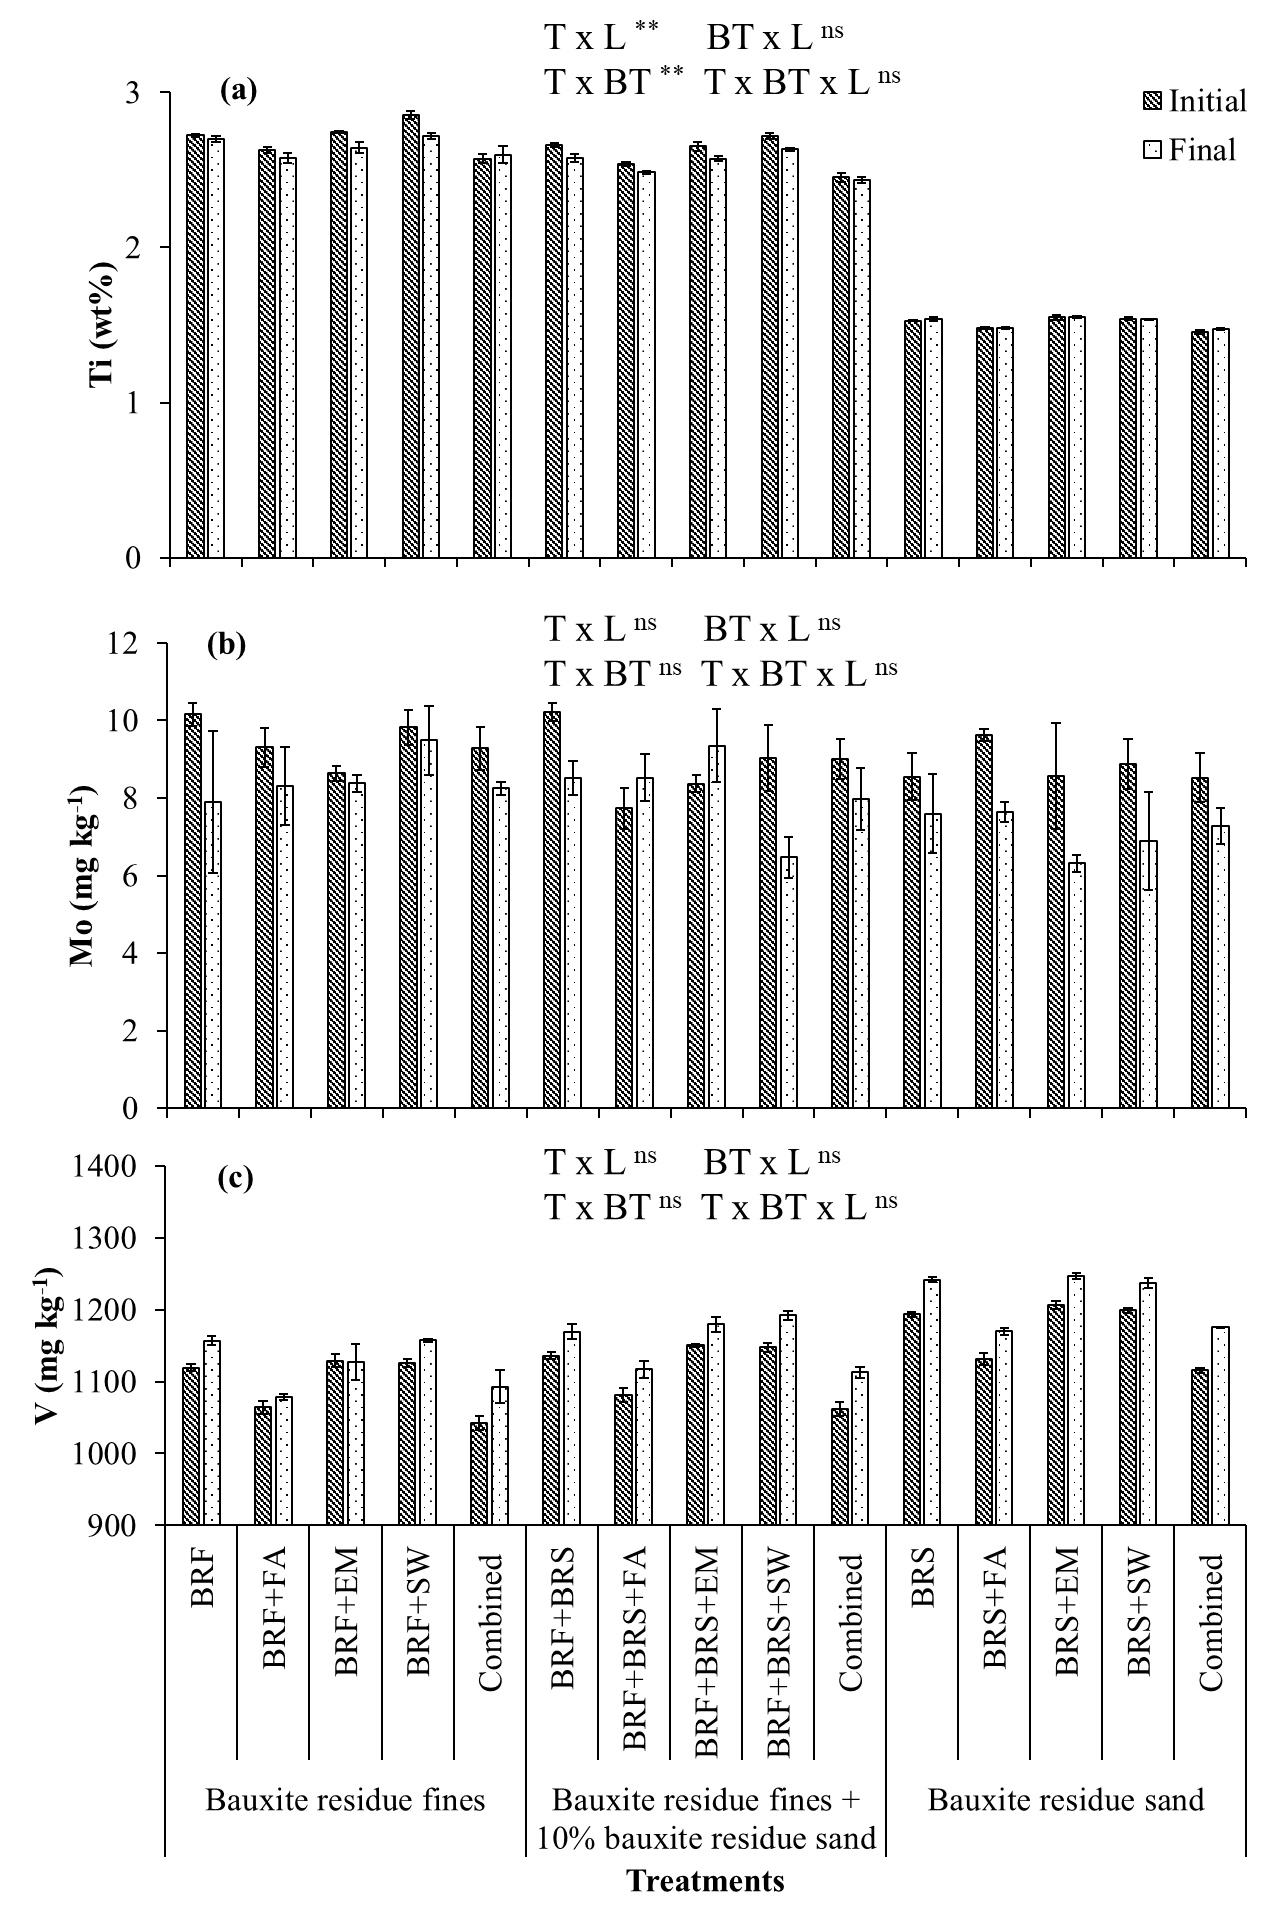 T x L ** BT x L ns
T x BT ** T x BT x L ns
(a)
Initial
Final
3
2
1
0
Ti (wt%)
T x L ns BT x L ns
T x BT ns T x BT x L ns
(b)
12
10
8
6
4
2
0
Mo (mg kg-1)
T x L ns BT x L ns
T x BT ns T x BT x L ns
(c)
1400
1300
1200
1100
1000
900
V (mg kg-1)
BRF
BRF+FA
BRF+EM
BRF+SW
Combined
BRF+BRS
BRF+BRS+FA
BRF+BRS+EM
BRF+BRS+SW
Combined
BRS
BRS+FA
BRS+EM
BRS+SW
Combined
Bauxite residue fines
Bauxite residue fines +
10% bauxite residue sand
Bauxite residue sand
Treatments